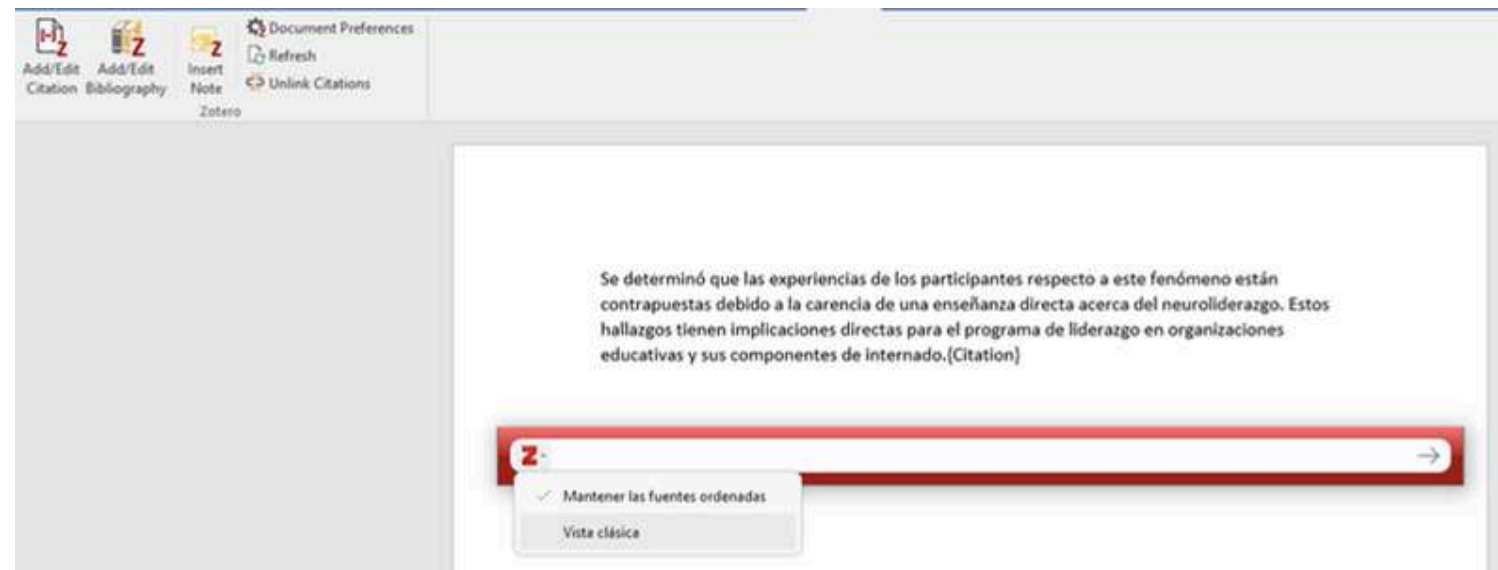 Add/Edit Citation
Add/Edit Bibliography
Insert Note
Document Preferences
Refresh
Unlink Citations
Zotero
Se determinó que las experiencias de los participantes respecto a este fenómeno están
contrapuestas debido a la carencia de una enseñanza directa acerca del neuroliderazgo. Estos
hallazgos tienen implicaciones directas para el programa de liderazgo en organizaciones
educativas y sus componentes de internado.{Citation}
Z
Mantener las fuentes ordenadas
Vista clásica